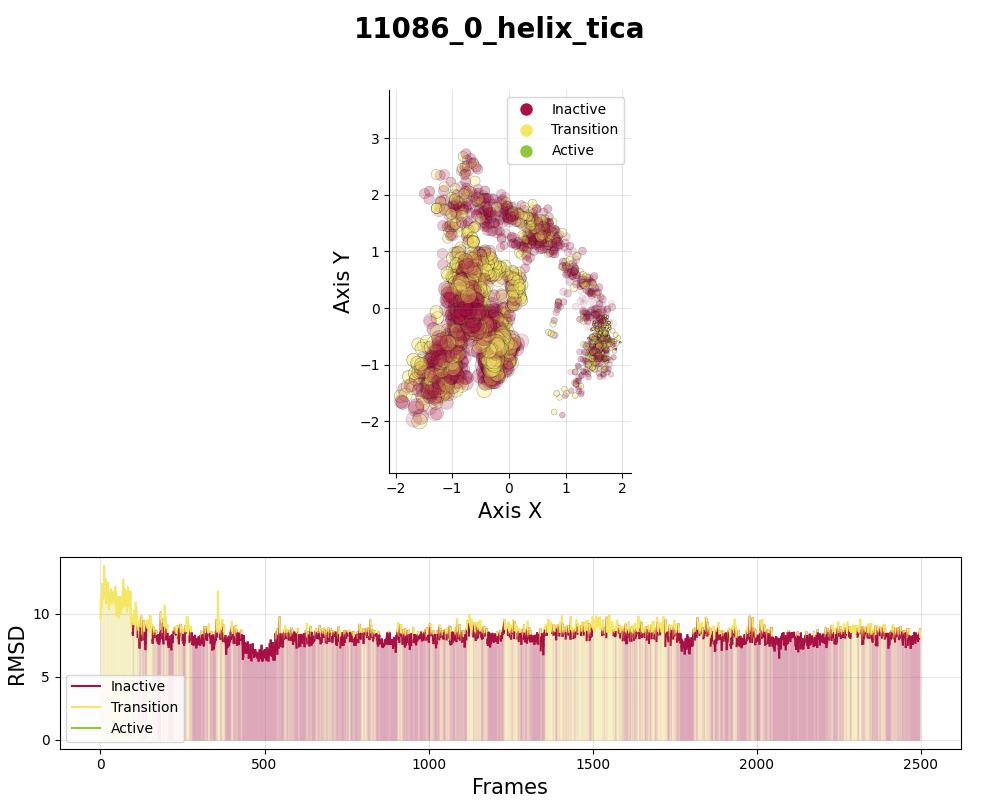 11086_0_helix_tica
Inactive
Transition
Active
3
2
1
0
−1
−2
Axis Y
−2 −1 0 1 2
Axis X
10
5
0
RMSD
Inactive
Transition
Active
0 500 1000 1500 2000 2500
Frames